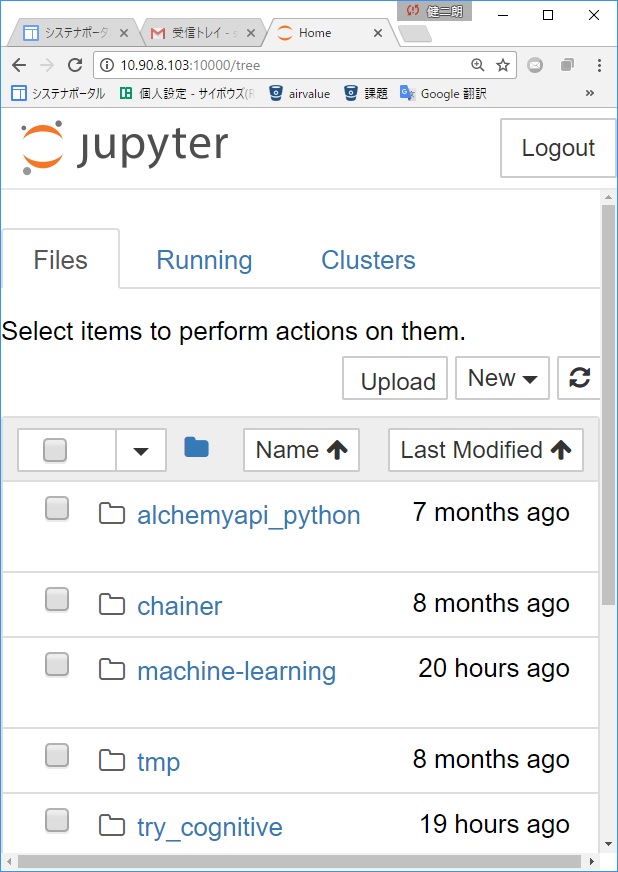 健二朗
システナポータ
受信トレイ - s
Home
10.90.8.103:10000/tree
システナポータル
個人設定 - サイボウズ(R
airvalue
課題
Google 翻訳
»
jupyter
Logout
Files
Running
Clusters
Select items to perform actions on them.
Upload
New
Name
Last Modified
alchemyapi_python
7 months ago
chainer
8 months ago
machine-learning
20 hours ago
tmp
8 months ago
try_cognitive
19 hours ago